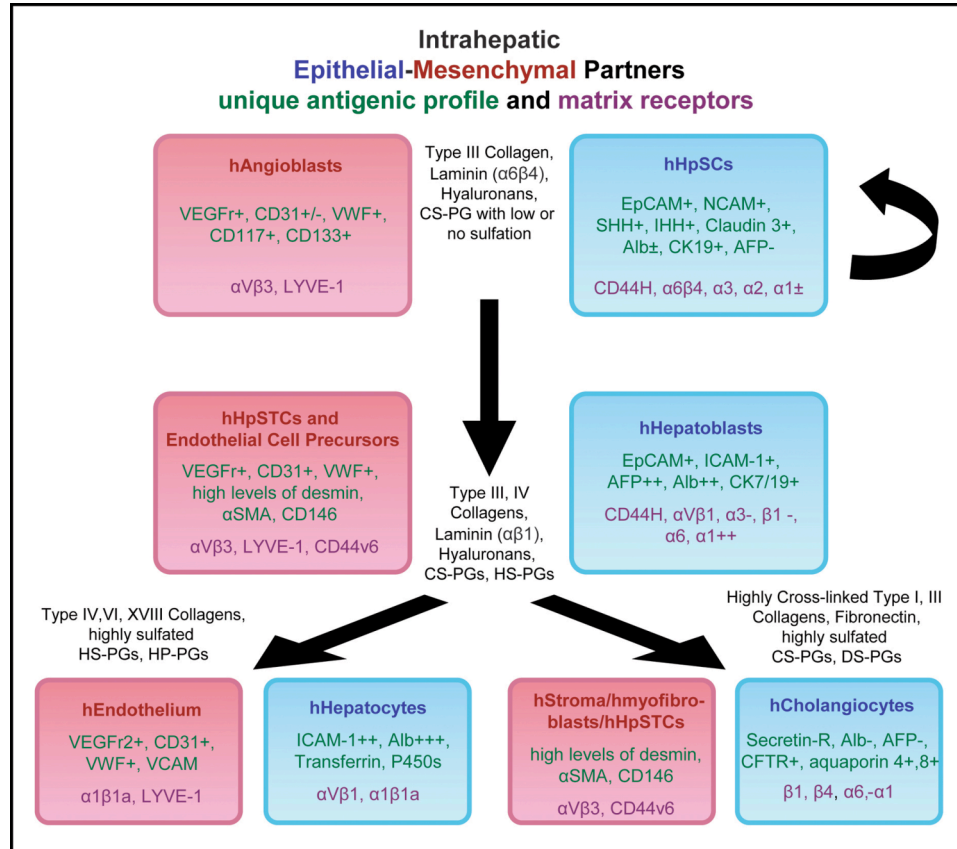 Intrahepatic
Epithelial-Mesenchymal Partners
unique antigenic profile and matrix receptors
hAngioblasts
VEGFr+, CD31+/-, VWF+,
CD117+, CD133+
αVβ3, LYVE-1
Type III Collagen,
Laminin (α6β4),
Hyaluronans,
CS-PG with low or
no sulfation
hHpSCs
EpCAM+, NCAM+,
SHH+, IHH+, Claudin 3+,
Alb±, CK19+, AFP-
CD44H, α6β4, α3, α2, α1±
hHpSTCs and
Endothelial Cell Precursors
VEGFr+, CD31+, VWF+,
high levels of desmin,
αSMA, CD146
αVβ3, LYVE-1, CD44v6
Type III, IV
Collagens,
Laminin (αβ1),
Hyaluronans,
CS-PGs, HS-PGs
hHepatoblasts
EpCAM+, ICAM-1+,
AFP++, Alb++, CK7/19+
CD44H, αVβ1, α3-, β1 -,
α6, α1++
Type IV,VI, XVIII Collagens,
highly sulfated
HS-PGs, HP-PGs
Highly Cross-linked Type I, III
Collagens, Fibronectin,
highly sulfated
CS-PGs, DS-PGs
hEndothelium
VEGFr2+, CD31+,
VWF+, VCAM
α1β1a, LYVE-1
hHepatocytes
ICAM-1++, Alb+++,
Transferrin, P450s
αVβ1, α1β1a
hStroma/hmyofibro-
blasts/hHpSTCs
high levels of desmin,
αSMA, CD146
αVβ3, CD44v6
hCholangiocytes
Secretin-R, Alb-, AFP-,
CFTR+, aquaporin 4+,8+
β1, β4, α6,-α1